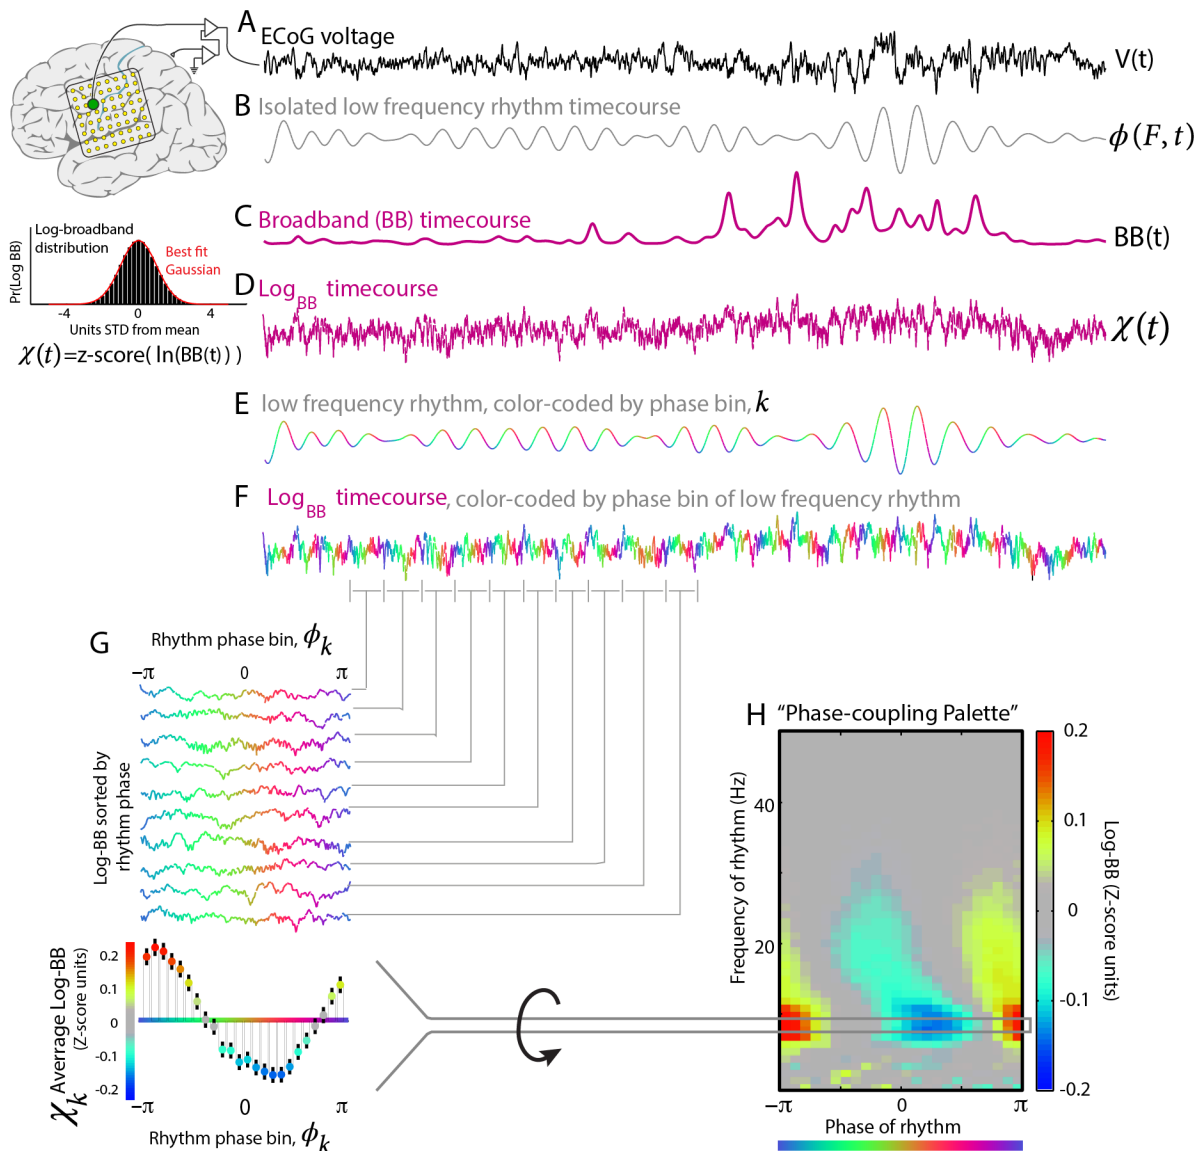 A
ECoG voltage
V(t)
B Isolated low frequency rhythm timecourse
ϕ(F, t)
C Broadband (BB) timecourse
BB(t)
Log-broadband
distribution
Best fit
Gaussian
Pr(Log BB)
-4
0
4
Units STD from mean
χ(t)=z-score( ln(BB(t) ) )
D LogBB timecourse
χ(t)
E low frequency rhythm, color-coded by phase bin, k
F LogBB timecourse, color-coded by phase bin of low frequency rhythm
G
Rhythm phase bin, ϕk
−π
0
π
Log-BB sorted by
rhythm phase
H “Phase-coupling Palette”
Frequency of rhythm (Hz)
40
20
−π
0
π
Phase of rhythm
0.2
0.1
0
-0.1
-0.2
Log-BB (Z-score units)
χk Averrage Log-BB
(Z-score units)
0.2
0.1
0
-0.1
-0.2
−π
0
π
Rhythm phase bin, ϕk